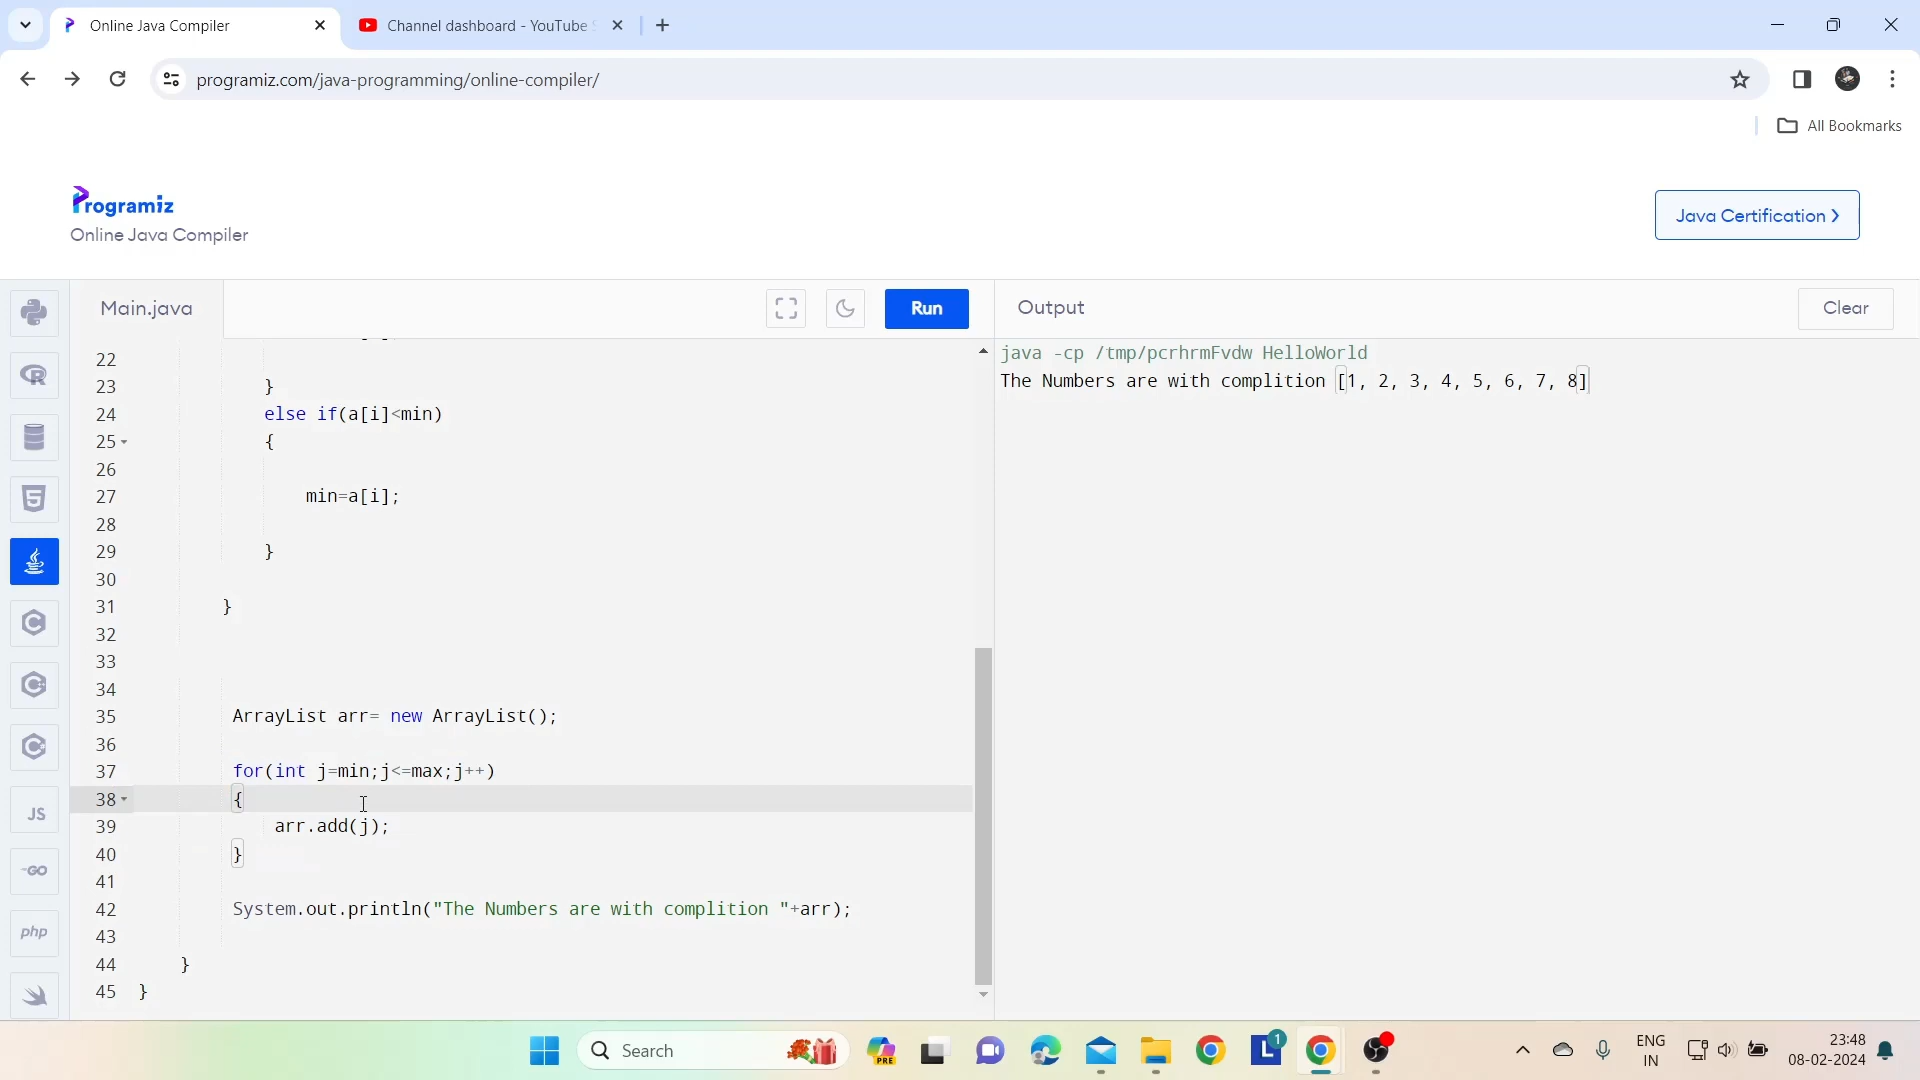 Online Java Compiler
Channel dashboard - YouTube S
programiz.com/java-programming/online-compiler/
All Bookmarks
Programiz
Online Java Compiler
Java Certification ›
Main.java
Run
Output
Clear
22
23 }
24 else if(a[i]<min)
25 {
26
27 min=a[i];
28
29 }
30
31 }
32
33
34
35 ArrayList arr= new ArrayList();
36
37 for(int j=min;j<=max;j++)
38 {
39 arr.add(j);
40 }
41
42 System.out.println("The Numbers are with complition "+arr);
43
44 }
45 }
java -cp /tmp/pcrhrmFvdw HelloWorld
The Numbers are with complition [1, 2, 3, 4, 5, 6, 7, 8]
R
5
C
C
C
JS
GO
php
Search
PRE
L
1
ENG
IN
23:48
08-02-2024